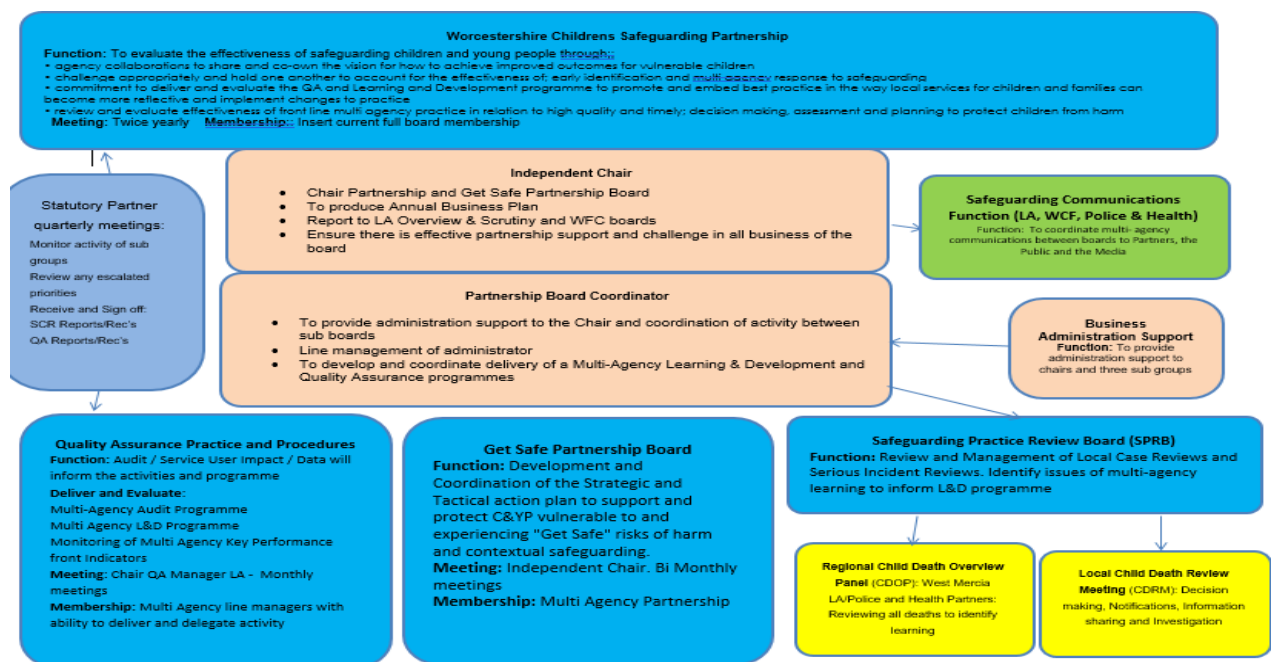 Worcestershire Childrens Safeguarding Partnership
Function: To evaluate the effectiveness of safeguarding children and young people through;;
• agency collaborations to share and co-own the vision for how to achieve improved outcomes for vulnerable children
• challenge appropriately and hold one another to account for the effectiveness of; early identification and multi-agency response to safeguarding
• commitment to deliver and evaluate the QA and Learning and Development programme to promote and embed best practice in the way local services for children and families can
become more reflective and implement changes to practice
• review and evaluate effectiveness of front line multi agency practice in relation to high quality and timely; decision making, assessment and planning to protect children from harm
Meeting: Twice yearly Membership:: Insert current full board membership
Statutory Partner
quarterly meetings:
Monitor activity of sub
groups
Review any escalated
priorities
Receive and Sign off:
SCR Reports/Rec's
QA Reports/Rec's
Independent Chair
• Chair Partnership and Get Safe Partnership Board
• To produce Annual Business Plan
• Report to LA Overview & Scrutiny and WFC boards
• Ensure there is effective partnership support and challenge in all business of the
board
Safeguarding Communications
Function (LA, WCF, Police & Health)
Function: To coordinate multi- agency
communications between boards to Partners, the
Public and the Media
Partnership Board Coordinator
• To provide administration support to the Chair and coordination of activity between
sub boards
• Line management of administrator
• To develop and coordinate delivery of a Multi-Agency Learning & Development and
Quality Assurance programmes
Business
Administration Support
Function: To provide
administration support to
chairs and three sub groups
Quality Assurance Practice and Procedures
Function: Audit / Service User Impact / Data will
inform the activities and programme
Deliver and Evaluate:
Multi-Agency Audit Programme
Multi Agency L&D Programme
Monitoring of Multi Agency Key Performance
front Indicators
Meeting: Chair QA Manager LA - Monthly
meetings
Membership: Multi Agency line managers with
ability to deliver and delegate activity
Get Safe Partnership Board
Function: Development and
Coordination of the Strategic and
Tactical action plan to support and
protect C&YP vulnerable to and
experiencing "Get Safe" risks of harm
and contextual safeguarding.
Meeting: Independent Chair. Bi Monthly
meetings
Membership: Multi Agency Partnership
Safeguarding Practice Review Board (SPRB)
Function: Review and Management of Local Case Reviews and
Serious Incident Reviews. Identify issues of multi-agency
learning to inform L&D programme
Regional Child Death Overview
Panel (CDOP): West Mercia
LA/Police and Health Partners:
Reviewing all deaths to identify
learning
Local Child Death Review
Meeting (CDRM): Decision
making, Notifications, Information
sharing and Investigation